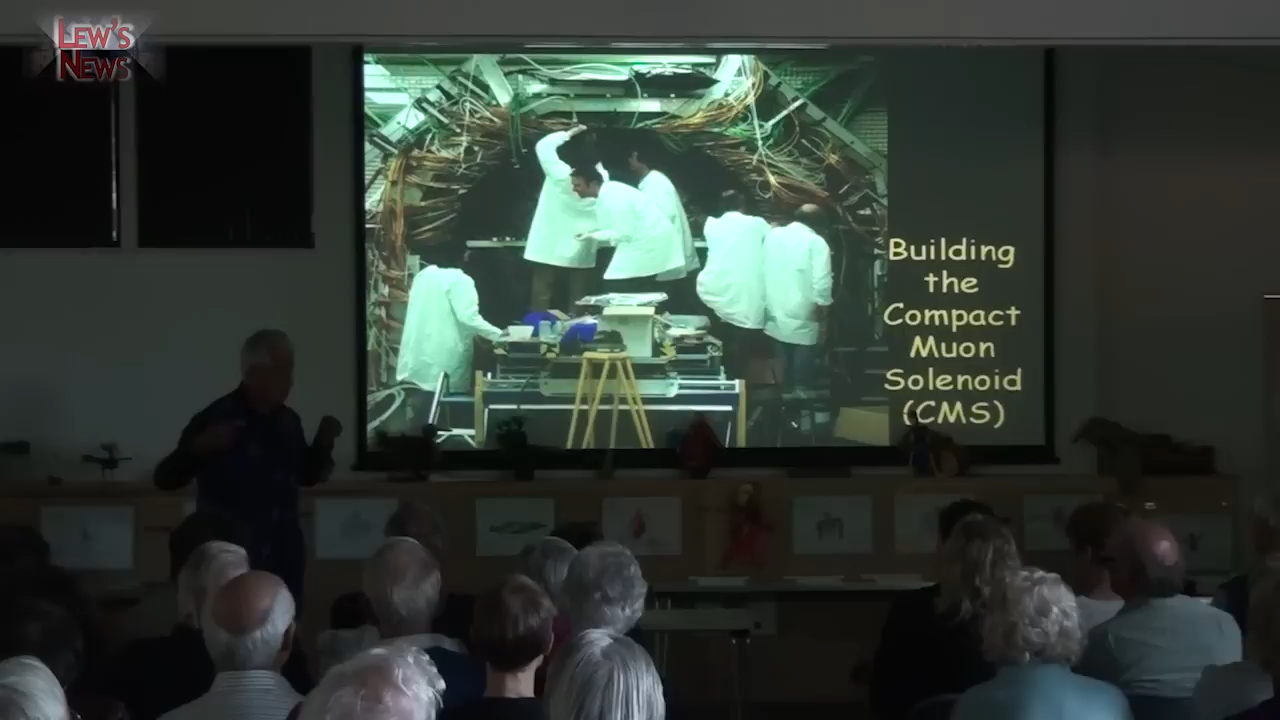 Lew's
News
Building
the
Compact
Muon
Solenoid
(CMS)